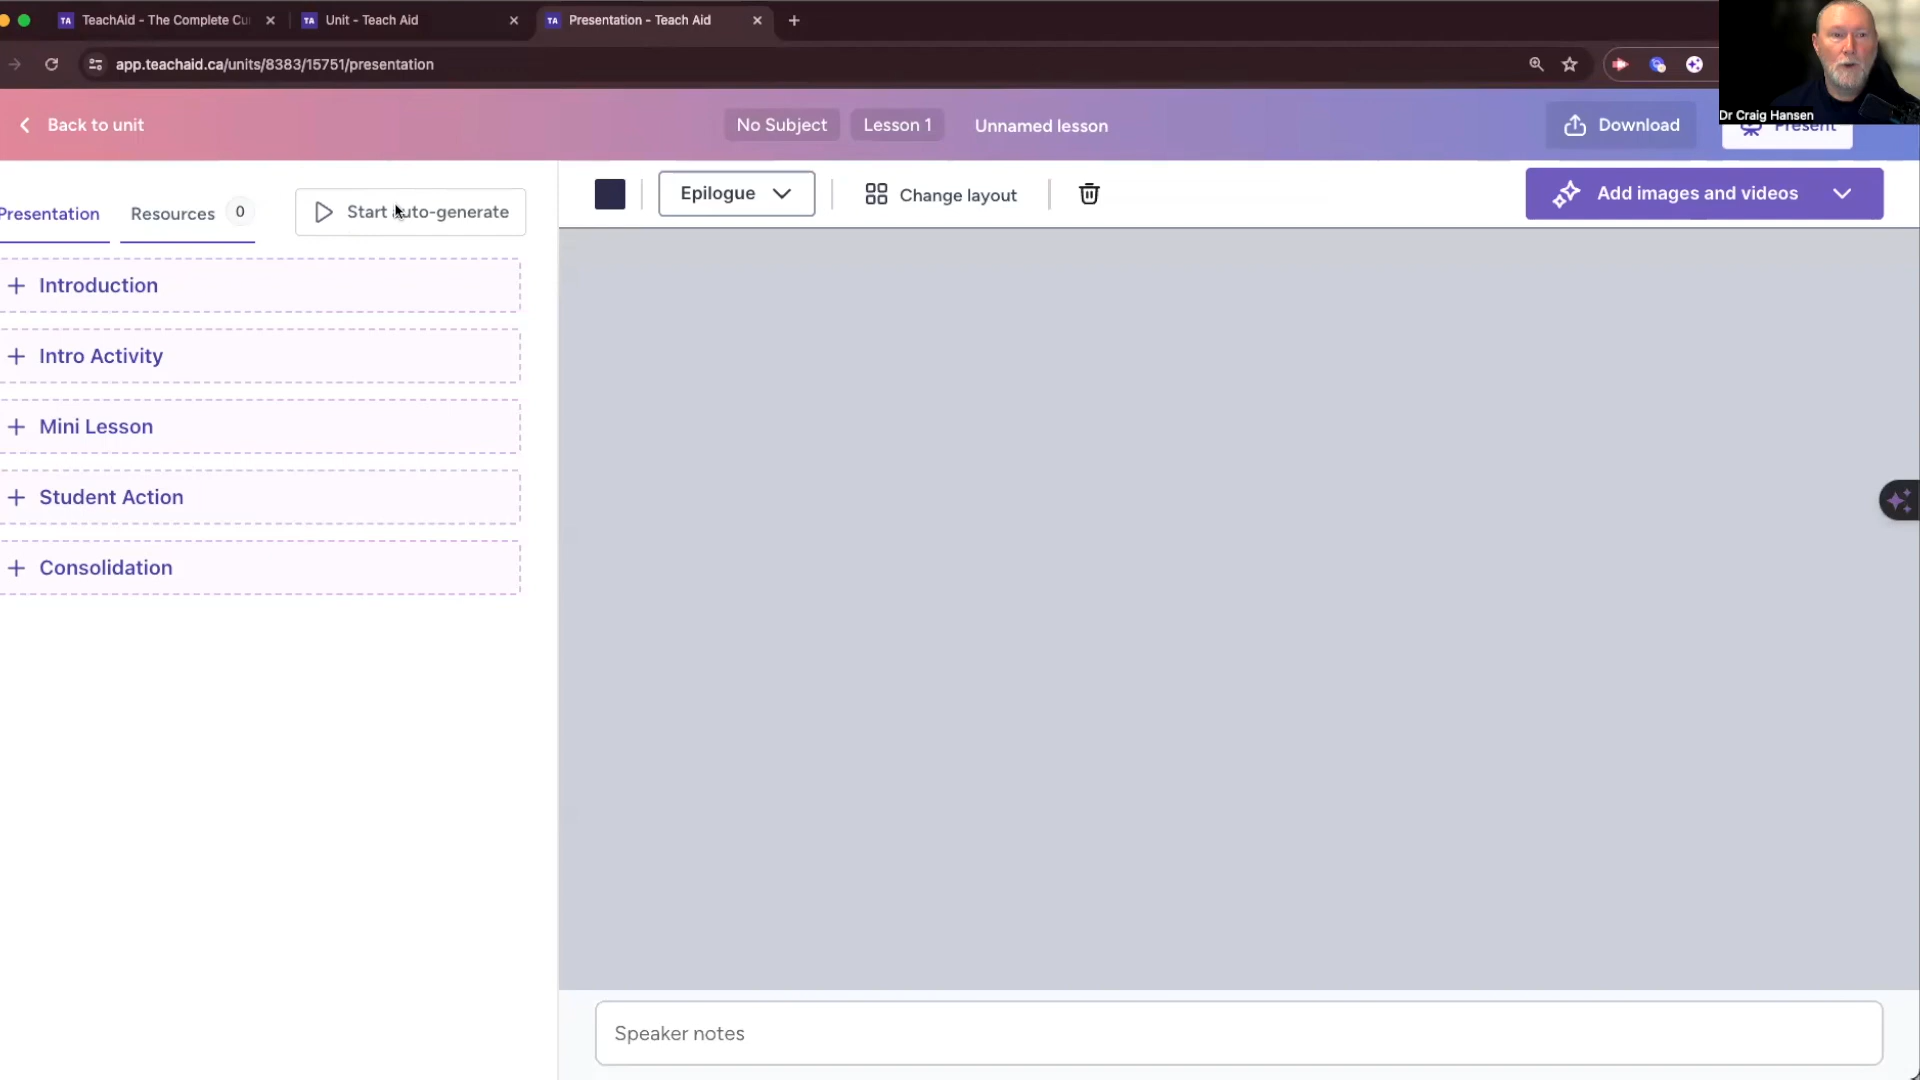 TeachAid - The Complete Cu
Unit - Teach Aid
Presentation - Teach Aid
app.teachaid.ca/units/8383/15751/presentation
Dr Craig Hansen
Back to unit
No Subject
Lesson 1
Unnamed lesson
Download
Present
Presentation
Resources
0
Start auto-generate
Epilogue
Change layout
Add images and videos
Introduction
Intro Activity
Mini Lesson
Student Action
Consolidation
Speaker notes